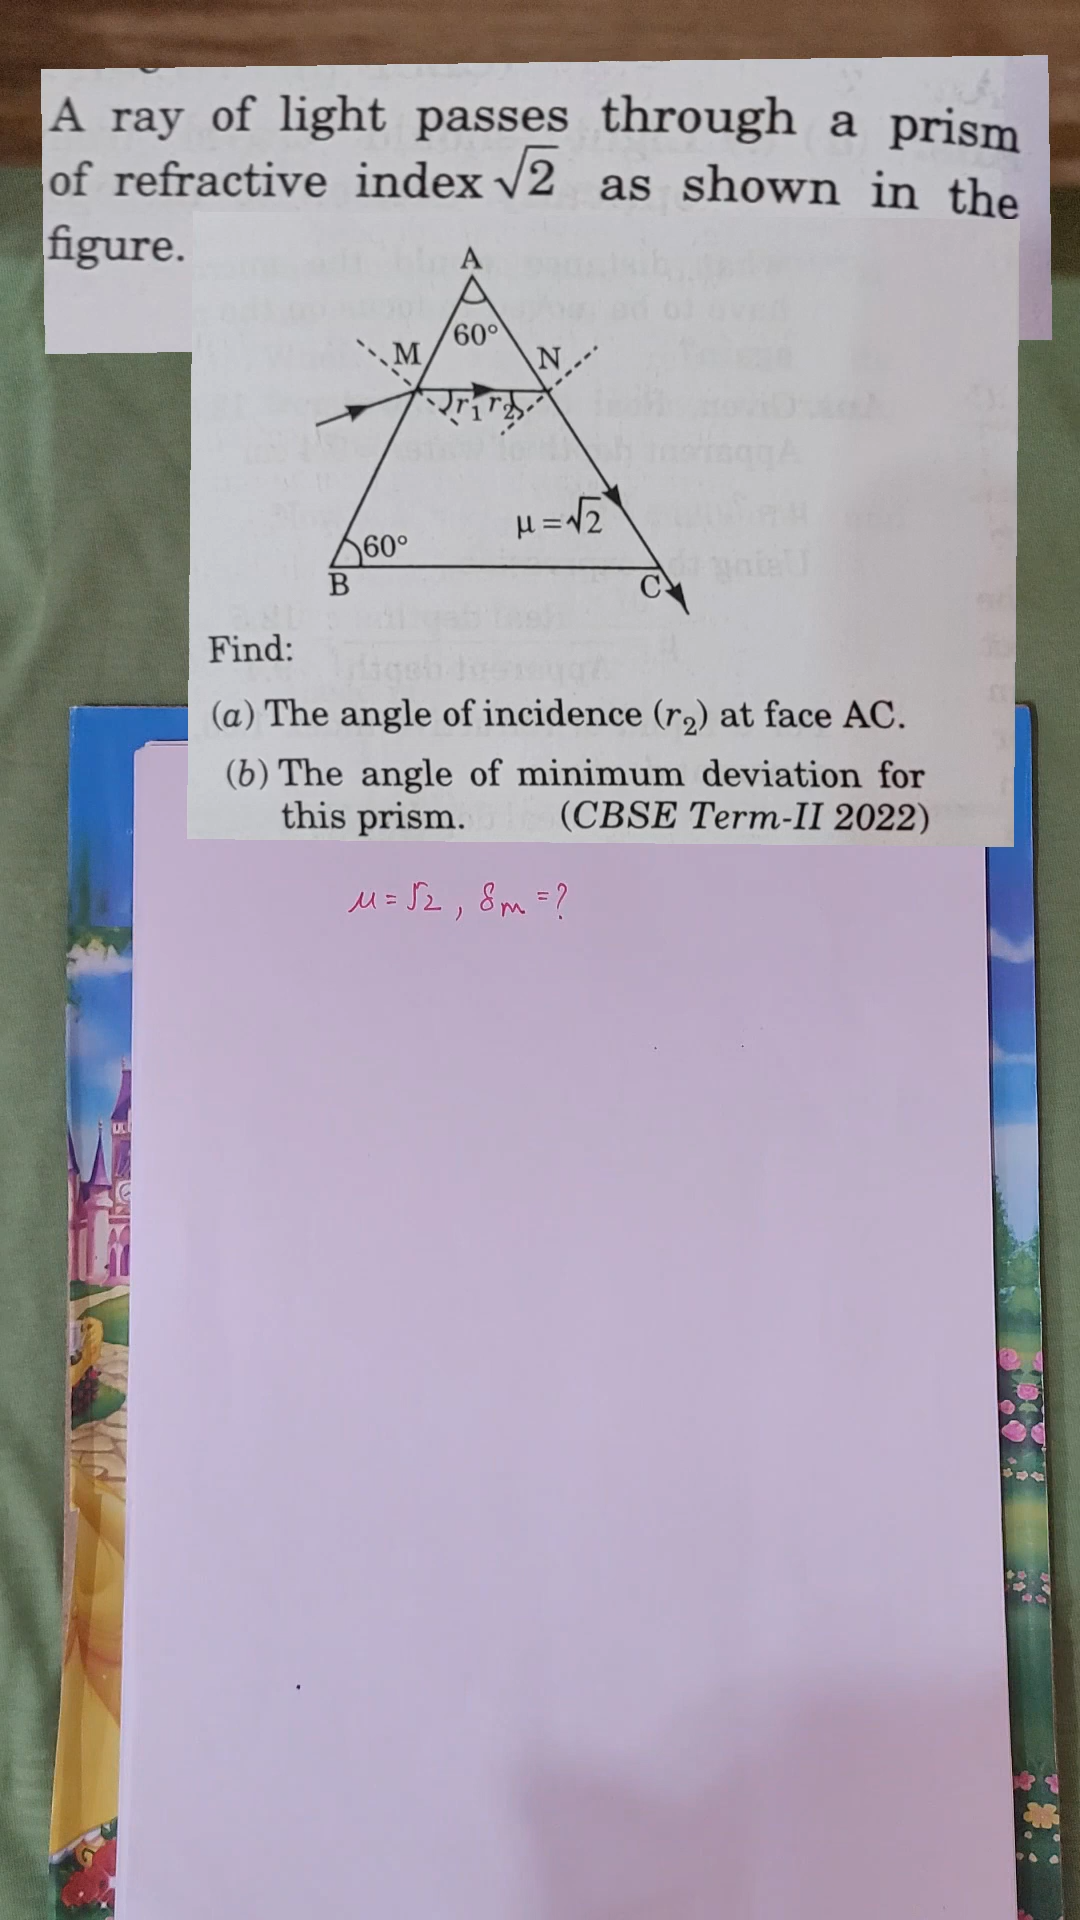 A ray of light passes through a prism
of refractive index √2 as shown in the
figure.
A
60°
M
N
r₁ r₂
μ = √2
60°
B
C
Find:
(a) The angle of incidence (r₂) at face AC.
(b) The angle of minimum deviation for
this prism. (CBSE Term-II 2022)
μ = √2 , δm = ?